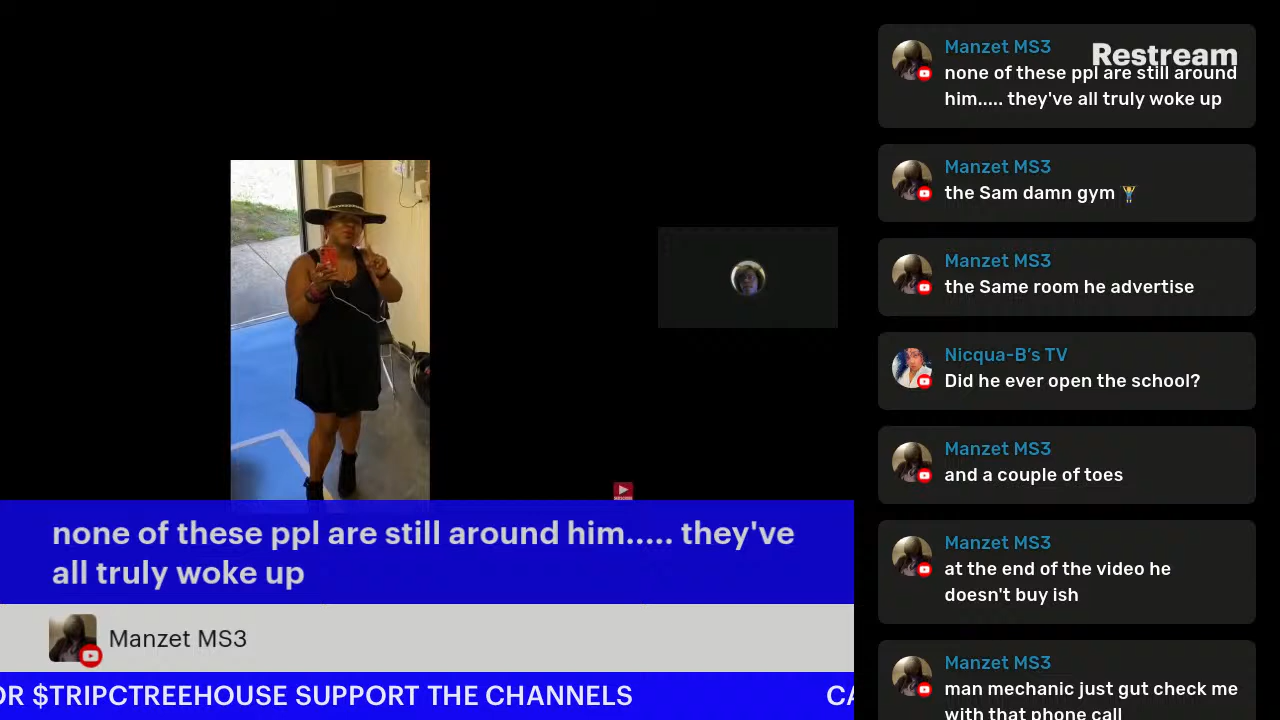 Restream
Manzet MS3
none of these ppl are still around
him..... they've all truly woke up
Manzet MS3
the Sam damn gym 🏋️
Manzet MS3
the Same room he advertise
Nicqua-B's TV
Did he ever open the school?
Manzet MS3
and a couple of toes
Manzet MS3
at the end of the video he
doesn't buy ish
Manzet MS3
man mechanic just gut check me
with that phone call
none of these ppl are still around him..... they've
all truly woke up
Manzet MS3
OR $TRIPCTREEHOUSE SUPPORT THE CHANNELS CA